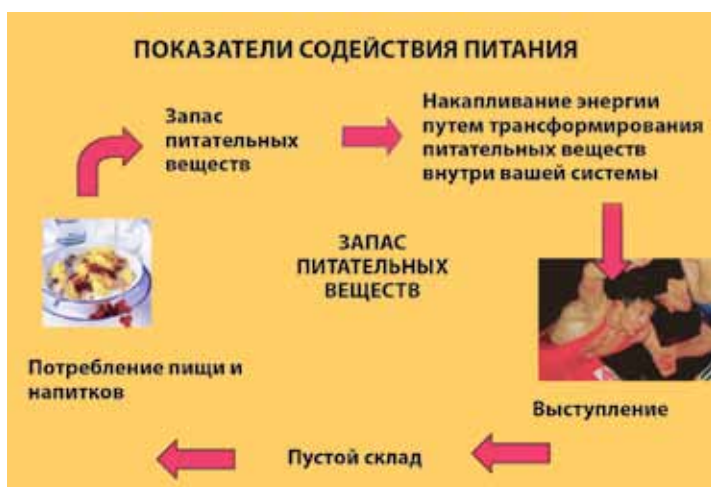 ПОКАЗАТЕЛИ СОДЕЙСТВИЯ ПИТАНИЯ
Запас
питательных
веществ
Накапливание энергии
путем трансформирования
питательных веществ
внутри вашей системы
ЗАПАС
ПИТАТЕЛЬНЫХ
ВЕЩЕСТВ
Потребление пищи и
напитков
Выступление
Пустой склад